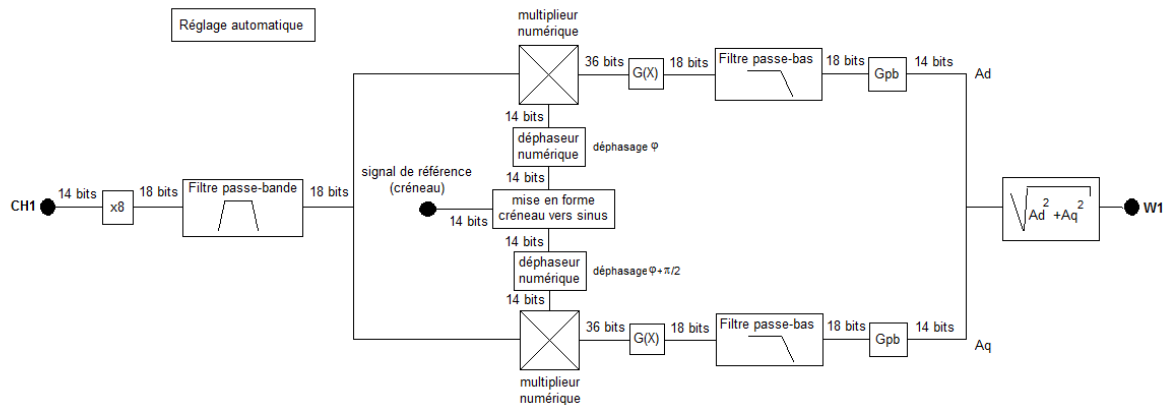 Réglage automatique
multiplieur
numérique
36 bits
G(X)
18 bits
Filtre passe-bas
18 bits
Gpb
14 bits
Ad
14 bits
déphaseur
numérique
déphasage φ
14 bits
signal de référence
(créneau)
CH1
14 bits
x8
18 bits
Filtre passe-bande
18 bits
14 bits
mise en forme
créneau vers sinus
√Ad²+Aq²
W1
14 bits
déphaseur
numérique
déphasage φ+π/2
14 bits
36 bits
G(X)
18 bits
Filtre passe-bas
18 bits
Gpb
14 bits
Aq
multiplieur
numérique